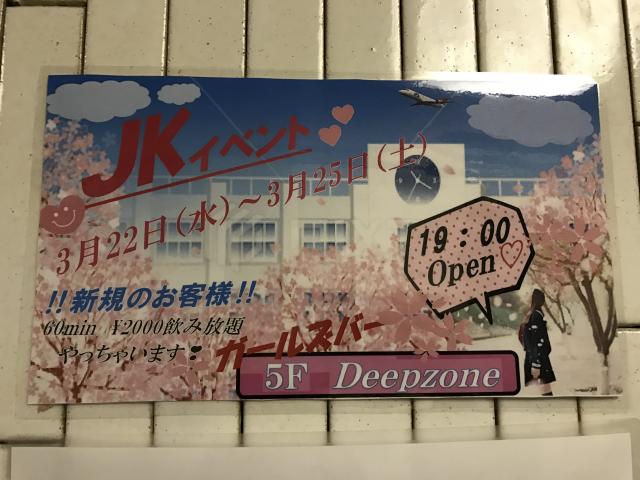 JKイベント
3月22日(水)~3月25日(土)
19:00
Open
!!新規のお客様!!
60min ¥2000飲み放題
やっちゃいます❢
ガールズバー
5F Deepzone